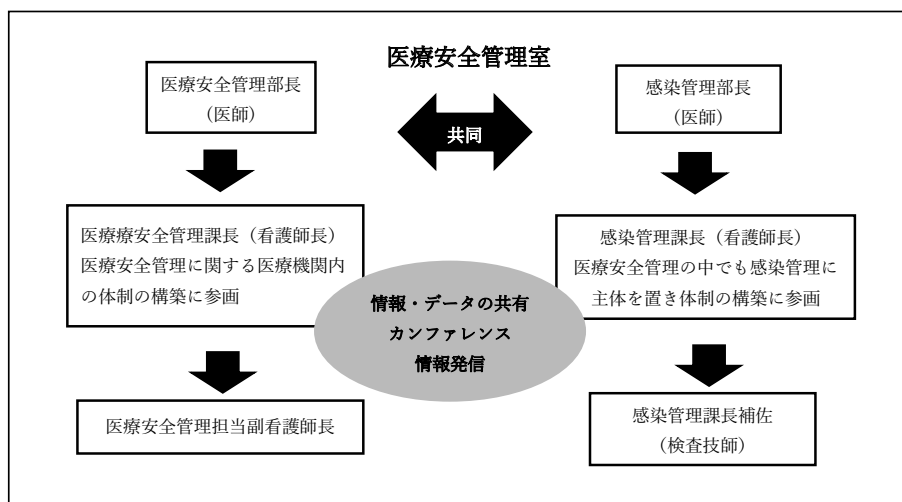 医療安全管理室
医療安全管理部長
（医師）
共同
感染管理部長
（医師）
医療療安全管理課長（看護師長）
医療安全管理に関する医療機関内
の体制の構築に参画
感染管理課長（看護師長）
医療安全管理の中でも感染管理に
主体を置き体制の構築に参画
情報・データの共有
カンファレンス
情報発信
医療安全管理担当副看護師長
感染管理課長補佐
（検査技師）